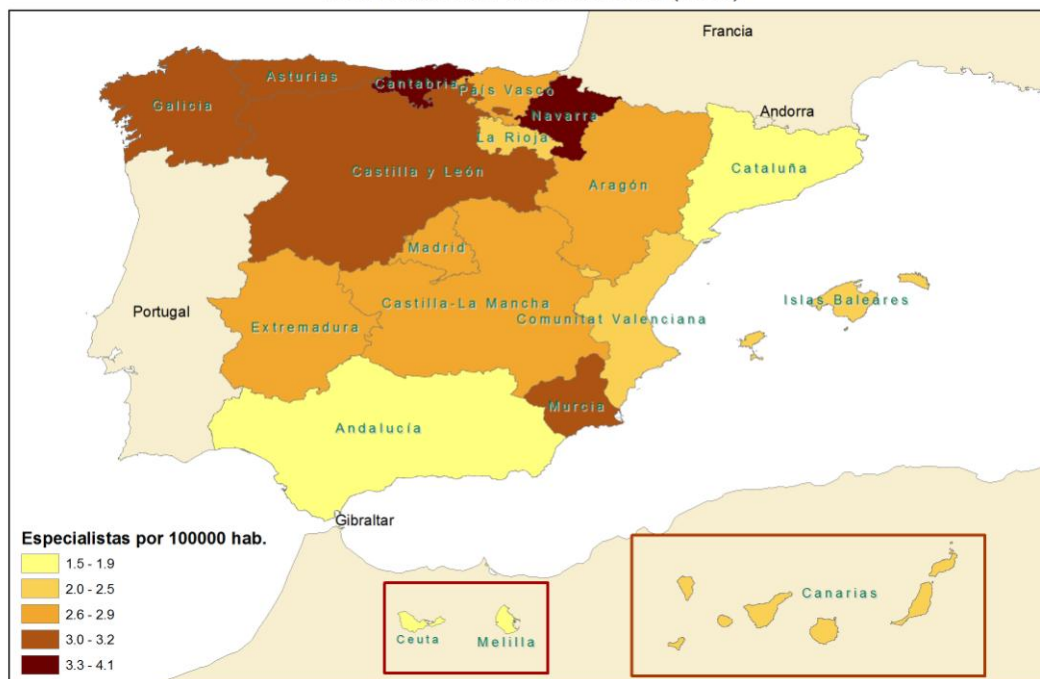 Francia
Asturias
Cantabria
País Vasco
Galicia
Navarra
Andorra
La Rioja
Castilla y León
Cataluña
Aragón
Madrid
Castilla-La Mancha
Islas Baleares
Portugal
Extremadura
Comunitat Valenciana
Murcia
Andalucía
Gibraltar
Especialistas por 100000 hab.
1.5 - 1.9
2.0 - 2.5
2.6 - 2.9
3.0 - 3.2
3.3 - 4.1
Ceuta
Melilla
Canarias